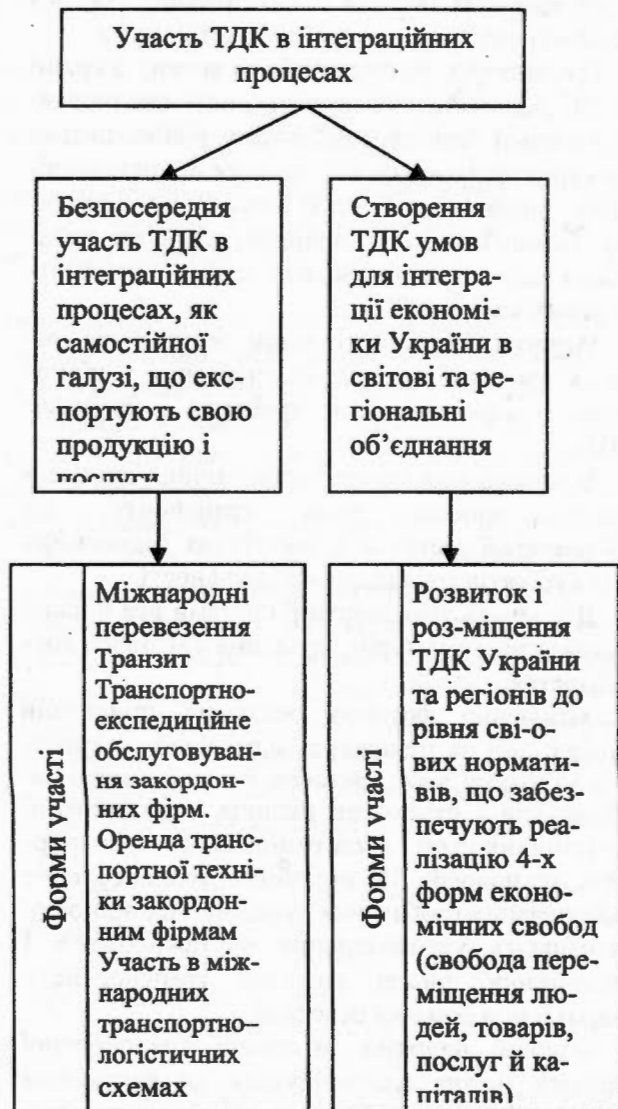 Участь ТДК в інтеграційних
процесах
Безпосередня
участь ТДК в
інтеграційних
процесах, як
самостійної
галузі, що екс-
портують свою
продукцію і
послуги
Створення
ТДК умов
для інтегра-
ції економі-
ки України в
світові та ре-
гіональні
об’єднання
Форми участі
Міжнародні
перевезення
Транзит
Транспортно-
експедиційне
обслуговуван-
ня закордон-
них фірм.
Оренда транс-
портної техні-
ки закордон-
ним фірмам
Участь в між-
народних
транспортно–
логістичних
схемах
Форми участі
Розвиток і
роз-міщення
ТДК України
та регіонів до
рівня сві-о-
вих нормати-
вів, що забез-
печують реа-
лізацію 4-х
форм еконо-
мічних свобод
(свобода пере-
міщення лю-
дей, товарів,
послуг й ка-
піталів)